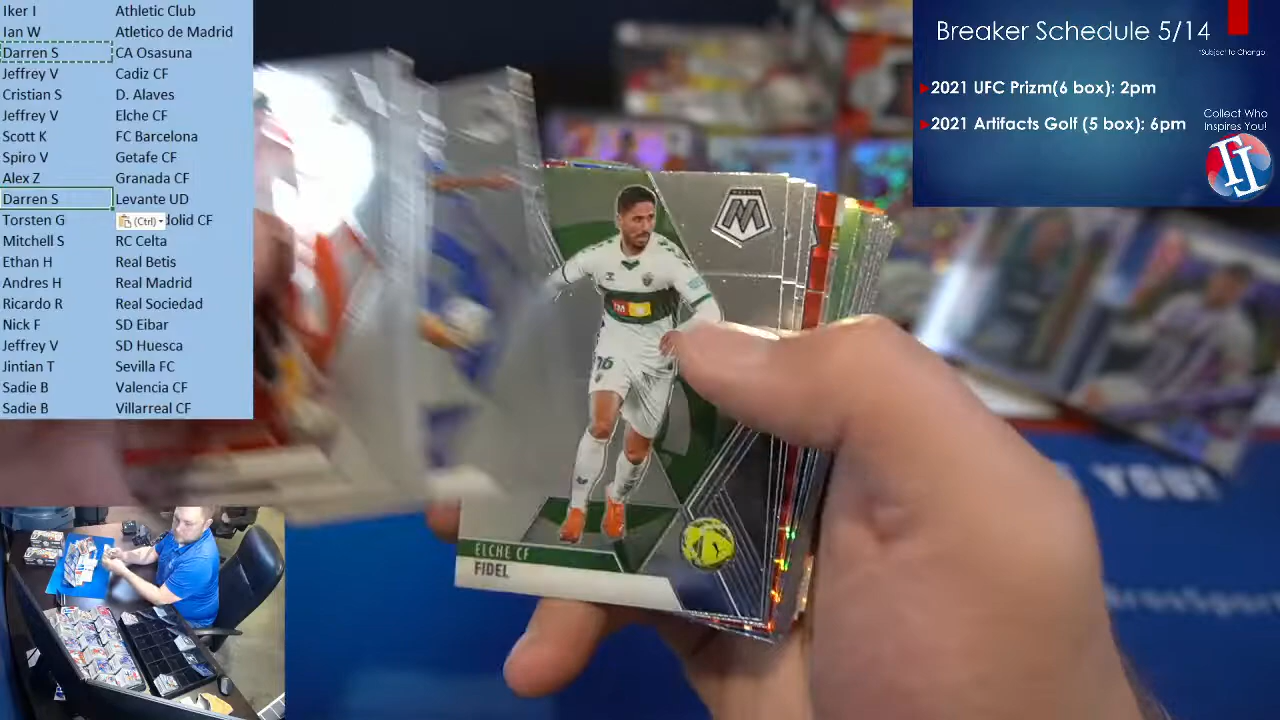 Iker I Athletic Club
Ian W Atletico de Madrid
Darren S CA Osasuna
Jeffrey V Cadiz CF
Cristian S D. Alaves
Jeffrey V Elche CF
Scott K FC Barcelona
Spiro V Getafe CF
Alex Z Granada CF
Darren S Levante UD
Torsten G (Ctrl) dolid CF
Mitchell S RC Celta
Ethan H Real Betis
Andres H Real Madrid
Ricardo R Real Sociedad
Nick F SD Eibar
Jeffrey V SD Huesca
Jintian T Sevilla FC
Sadie B Valencia CF
Sadie B Villarreal CF
Breaker Schedule 5/14
*Subject to Change
2021 UFC Prizm(6 box): 2pm
2021 Artifacts Golf (5 box): 6pm
Collect Who
Inspires You!
IJ
M
16
ELCHE CF
FIDEL
YOU!